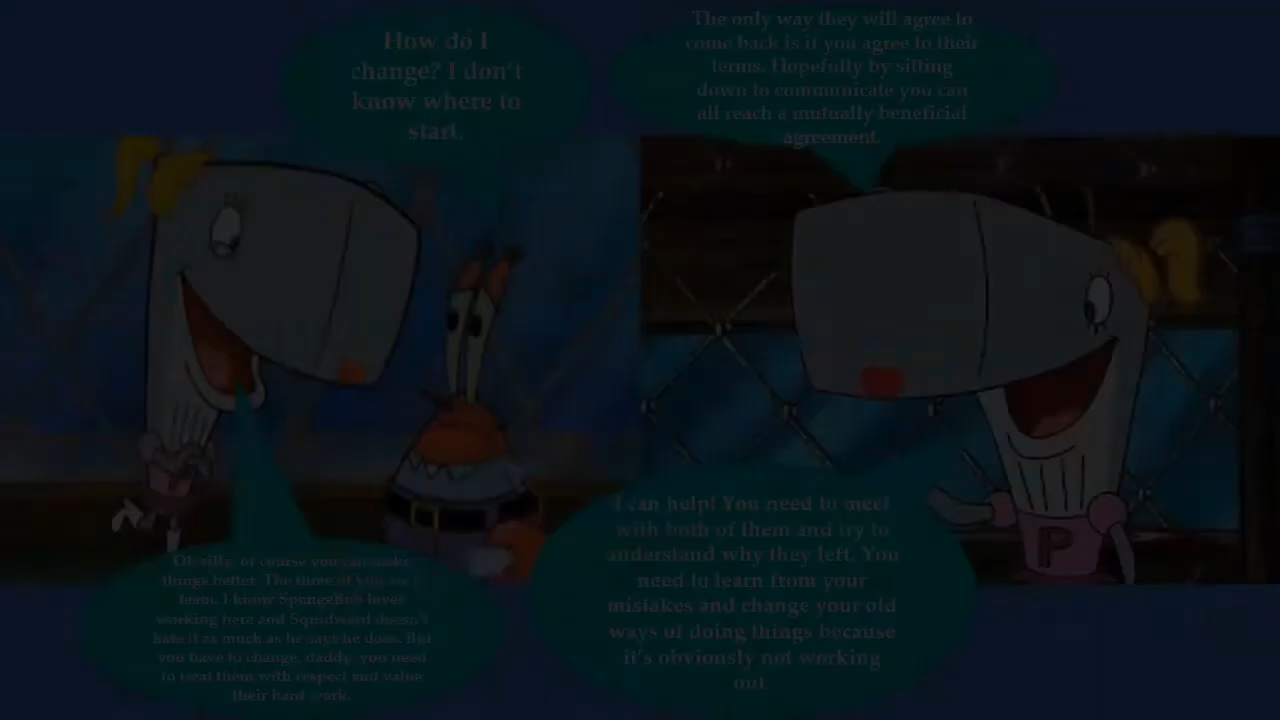 How do I
change? I don't
know where to
start.
The only way they will agree to
come back is if you agree to their
terms. Hopefully by sitting
down to communicate you can
all reach a mutually beneficial
agreement.
Oh silly, of course you can make
things better. The three of you are a
team. I know SpongeBob loves
working here and Squidward doesn't
hate it as much as he says he does. But
you have to change, daddy, you need
to treat them with respect and value
their hard work.
I can help! You need to meet
with both of them and try to
understand why they left. You
need to learn from your
mistakes and change your old
ways of doing things because
it's obviously not working
out.
P